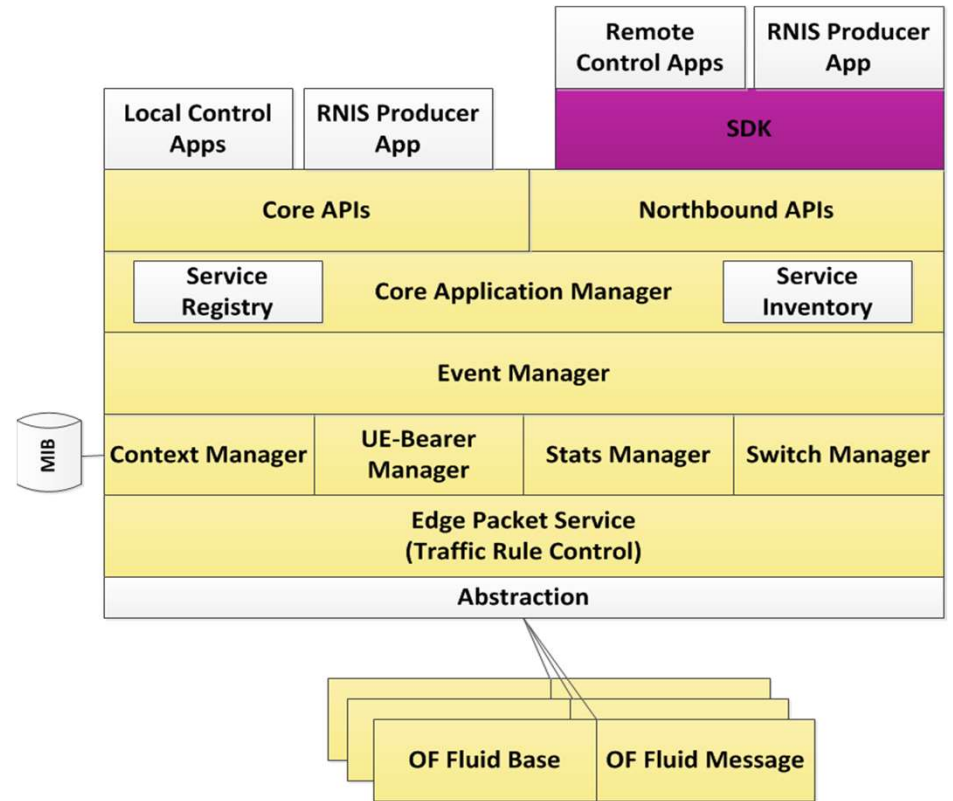 Remote
Control Apps
RNIS Producer
App
Local Control
Apps
RNIS Producer
App
SDK
Core APIs
Northbound APIs
Service
Registry
Core Application Manager
Service
Inventory
Event Manager
MIB
Context Manager
UE-Bearer
Manager
Stats Manager
Switch Manager
Edge Packet Service
(Traffic Rule Control)
Abstraction
OF Fluid Base
OF Fluid Message